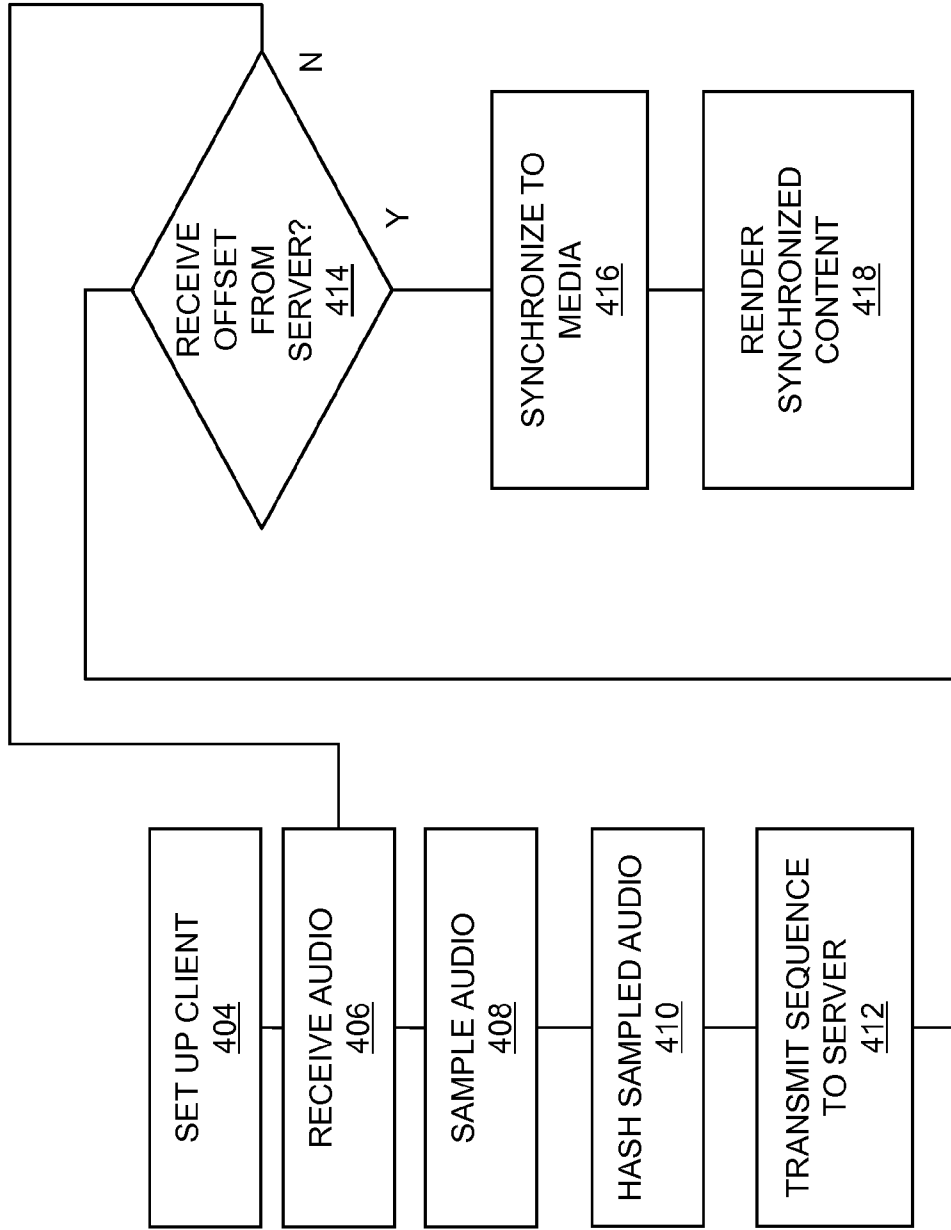 SET UP CLIENT
404
RECEIVE AUDIO
406
SAMPLE AUDIO
408
HASH SAMPLED AUDIO
410
TRANSMIT SEQUENCE
TO SERVER
412
RECEIVE
OFFSET
FROM
SERVER?
414
N
Y
SYNCHRONIZE TO
MEDIA
416
RENDER
SYNCHRONIZED
CONTENT
418